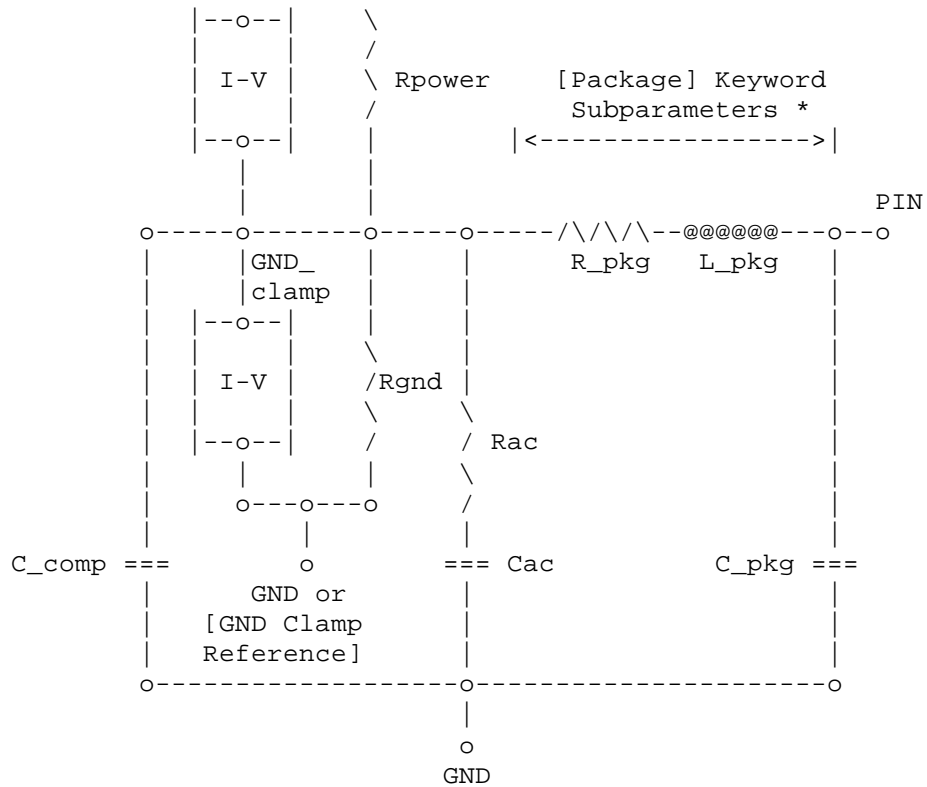 I-V
Rpower
[Package] Keyword
Subparameters *
PIN
GND_
clamp
R_pkg L_pkg
I-V
Rgnd
Rac
C_comp
Cac
C_pkg
GND or
[GND Clamp
Reference]
GND